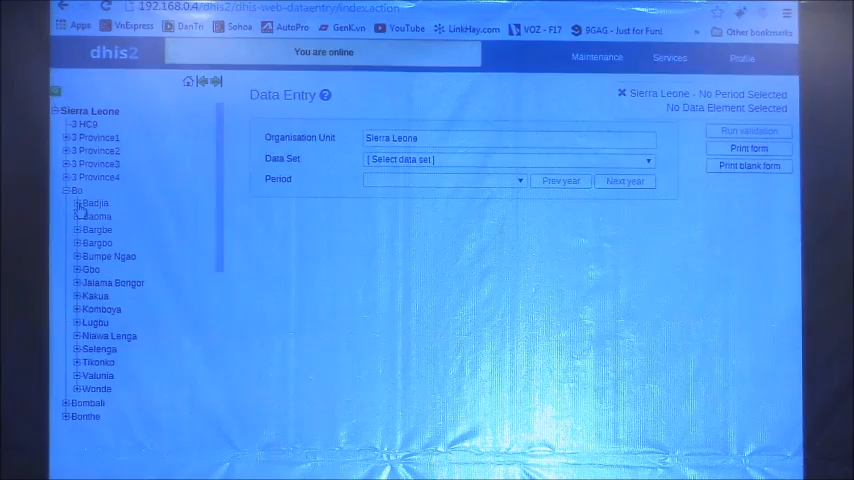 192.168.0.4/dhis2/dhis-web-dataentry/index.action
Apps VnExpress DanTri Sohoa AutoPro GenK.vn YouTube LinkHay.com VOZ - F17 9GAG - Just for Fun! » Other bookmarks
dhis2 You are online Maintenance Services Profile
Data Entry ?
Sierra Leone - No Period Selected
No Data Element Selected
Sierra Leone
3 HC9
3 Province1
3 Province2
3 Province3
3 Province4
Bo
Badjia
Baoma
Bargbe
Bargbo
Bumpe Ngao
Gbo
Jaiama Bongor
Kakua
Komboya
Lugbu
Niawa Lenga
Selenga
Tikonko
Valunia
Wonde
Bombali
Bonthe
Organisation Unit Sierra Leone
Data Set [ Select data set ]
Period Prev year Next year
Run validation
Print form
Print blank form